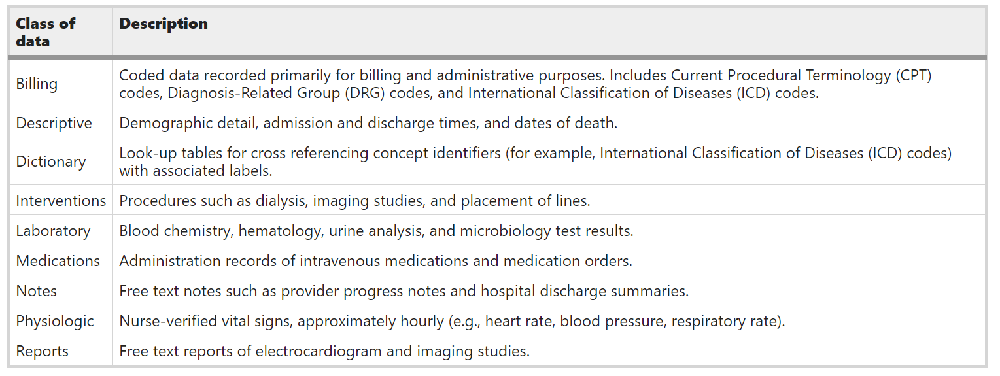 Class of data
Description
Billing
Coded data recorded primarily for billing and administrative purposes. Includes Current Procedural Terminology (CPT)
codes, Diagnosis-Related Group (DRG) codes, and International Classification of Diseases (ICD) codes.
Descriptive
Demographic detail, admission and discharge times, and dates of death.
Dictionary
Look-up tables for cross referencing concept identifiers (for example, International Classification of Diseases (ICD) codes)
with associated labels.
Interventions
Procedures such as dialysis, imaging studies, and placement of lines.
Laboratory
Blood chemistry, hematology, urine analysis, and microbiology test results.
Medications
Administration records of intravenous medications and medication orders.
Notes
Free text notes such as provider progress notes and hospital discharge summaries.
Physiologic
Nurse-verified vital signs, approximately hourly (e.g., heart rate, blood pressure, respiratory rate).
Reports
Free text reports of electrocardiogram and imaging studies.